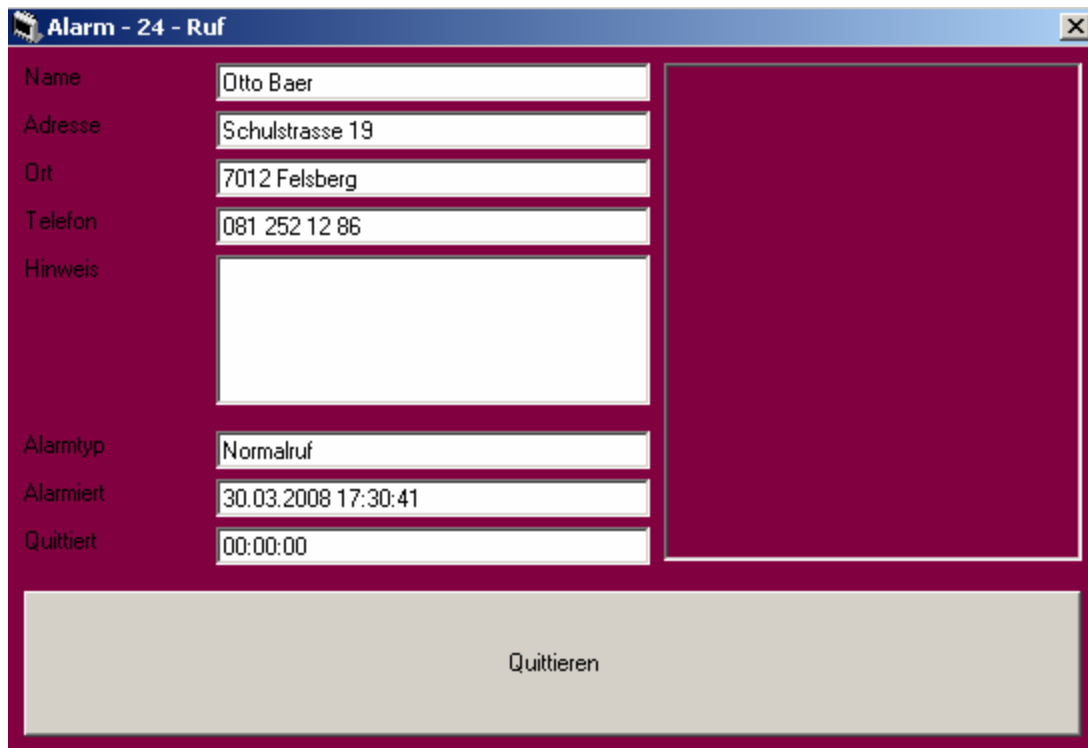 Alarm - 24 - Ruf
Name Otto Baer
Adresse Schulstrasse 19
Ort 7012 Felsberg
Telefon 081 252 12 86
Hinweis
Alarmtyp Normalruf
Alarmiert 30.03.2008 17:30:41
Quittiert 00:00:00
Quittieren